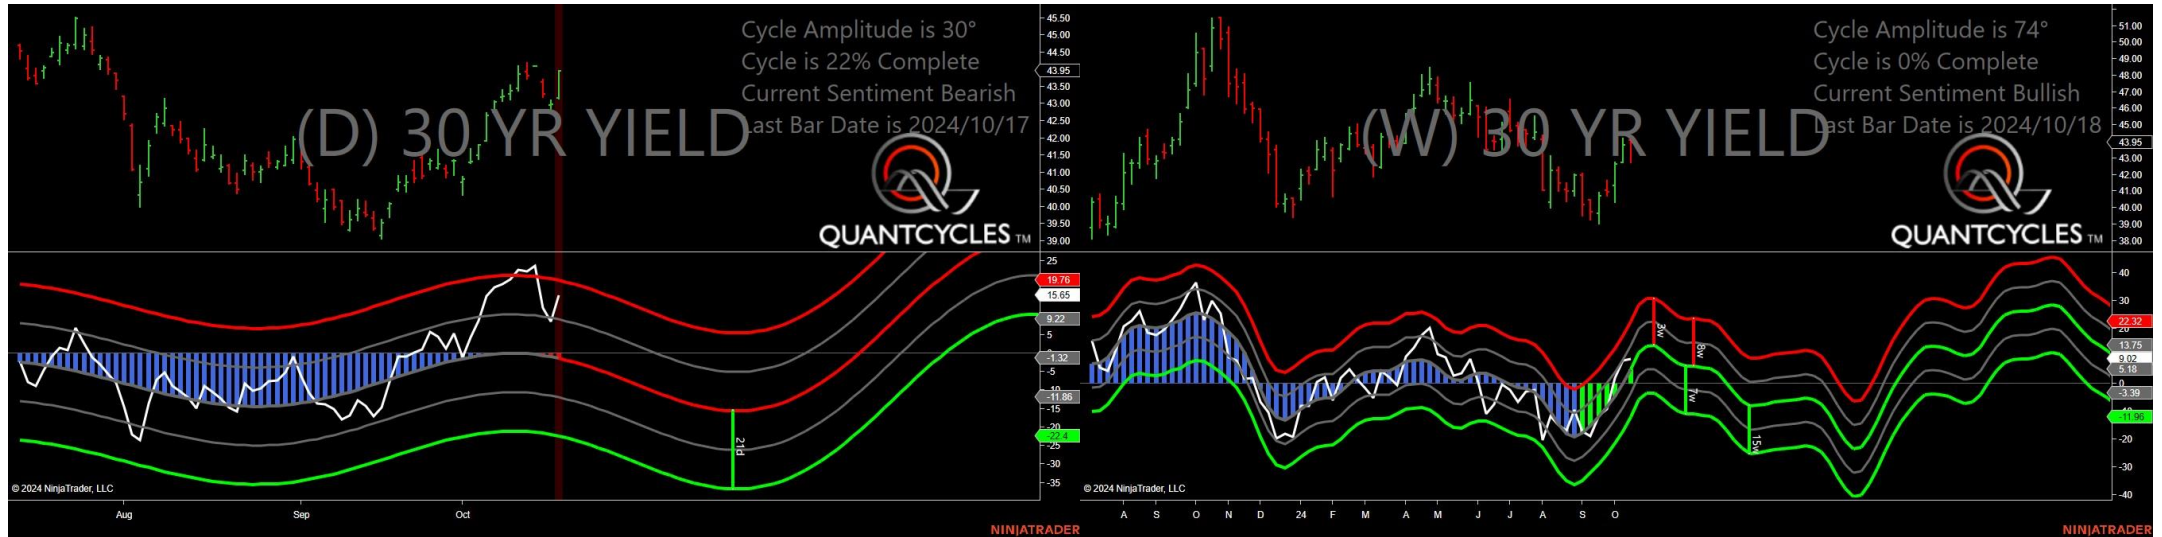 Cycle Amplitude is 30°
Cycle is 22% Complete
Current Sentiment Bearish
Last Bar Date is 2024/10/17
(D) 30 YR YIELD
QUANTCYCLES TM
45.50
45.00
44.50
43.95
43.50
43.00
42.50
42.00
41.50
41.00
40.50
40.00
39.50
39.00
25
19.76
15.65
9.22
5
-1.32
-5
-10
-11.86
-15
-20
-22.4
-25
-30
-35
21d
© 2024 NinjaTrader, LLC
Aug Sep Oct
NINJATRADER
Cycle Amplitude is 74°
Cycle is 0% Complete
Current Sentiment Bullish
Last Bar Date is 2024/10/18
(W) 30 YR YIELD
QUANTCYCLES TM
51.00
50.00
49.00
48.00
47.00
46.00
45.00
43.95
43.00
42.00
41.00
40.00
39.00
38.00
40
30
22.32
13.75
9.02
5.18
0
-3.39
-11.96
-20
-30
-40
3w
8w
7w
15w
© 2024 NinjaTrader, LLC
A S O N D 24 F M A M J J A S O
NINJATRADER